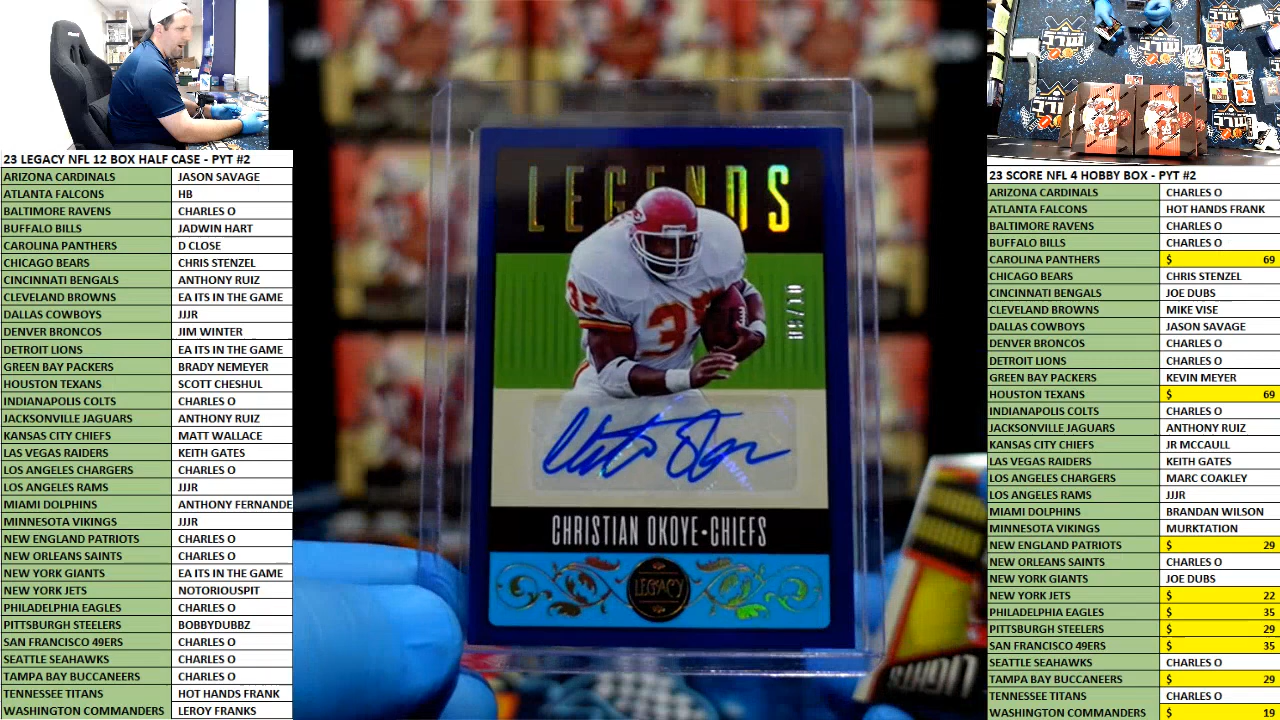 23 LEGACY NFL 12 BOX HALF CASE - PYT #2
ARIZONA CARDINALS JASON SAVAGE
ATLANTA FALCONS HB
BALTIMORE RAVENS CHARLES O
BUFFALO BILLS JADWIN HART
CAROLINA PANTHERS D CLOSE
CHICAGO BEARS CHRIS STENZEL
CINCINNATI BENGALS ANTHONY RUIZ
CLEVELAND BROWNS EA ITS IN THE GAME
DALLAS COWBOYS JJJR
DENVER BRONCOS JIM WINTER
DETROIT LIONS EA ITS IN THE GAME
GREEN BAY PACKERS BRADY NEMEYER
HOUSTON TEXANS SCOTT CHESHUL
INDIANAPOLIS COLTS CHARLES O
JACKSONVILLE JAGUARS ANTHONY RUIZ
KANSAS CITY CHIEFS MATT WALLACE
LAS VEGAS RAIDERS KEITH GATES
LOS ANGELES CHARGERS CHARLES O
LOS ANGELES RAMS JJJR
MIAMI DOLPHINS ANTHONY FERNANDE
MINNESOTA VIKINGS JJJR
NEW ENGLAND PATRIOTS CHARLES O
NEW ORLEANS SAINTS CHARLES O
NEW YORK GIANTS EA ITS IN THE GAME
NEW YORK JETS NOTORIOUSPIT
PHILADELPHIA EAGLES CHARLES O
PITTSBURGH STEELERS BOBBYDUBBZ
SAN FRANCISCO 49ERS CHARLES O
SEATTLE SEAHAWKS CHARLES O
TAMPA BAY BUCCANEERS CHARLES O
TENNESSEE TITANS HOT HANDS FRANK
WASHINGTON COMMANDERS LEROY FRANKS
LEGENDS
35
35
09/10
CHRISTIAN OKOYE•CHIEFS
LEGACY
LIGHTS
23 SCORE NFL 4 HOBBY BOX - PYT #2
ARIZONA CARDINALS CHARLES O
ATLANTA FALCONS HOT HANDS FRANK
BALTIMORE RAVENS CHARLES O
BUFFALO BILLS CHARLES O
CAROLINA PANTHERS $ 69
CHICAGO BEARS CHRIS STENZEL
CINCINNATI BENGALS JOE DUBS
CLEVELAND BROWNS MIKE VISE
DALLAS COWBOYS JASON SAVAGE
DENVER BRONCOS CHARLES O
DETROIT LIONS CHARLES O
GREEN BAY PACKERS KEVIN MEYER
HOUSTON TEXANS $ 69
INDIANAPOLIS COLTS CHARLES O
JACKSONVILLE JAGUARS ANTHONY RUIZ
KANSAS CITY CHIEFS JR MCCAULL
LAS VEGAS RAIDERS KEITH GATES
LOS ANGELES CHARGERS MARC COAKLEY
LOS ANGELES RAMS JJJR
MIAMI DOLPHINS BRANDAN WILSON
MINNESOTA VIKINGS MURKTATION
NEW ENGLAND PATRIOTS $ 29
NEW ORLEANS SAINTS CHARLES O
NEW YORK GIANTS JOE DUBS
NEW YORK JETS $ 22
PHILADELPHIA EAGLES $ 35
PITTSBURGH STEELERS $ 29
SAN FRANCISCO 49ERS $ 35
SEATTLE SEAHAWKS CHARLES O
TAMPA BAY BUCCANEERS $ 29
TENNESSEE TITANS CHARLES O
WASHINGTON COMMANDERS $ 19